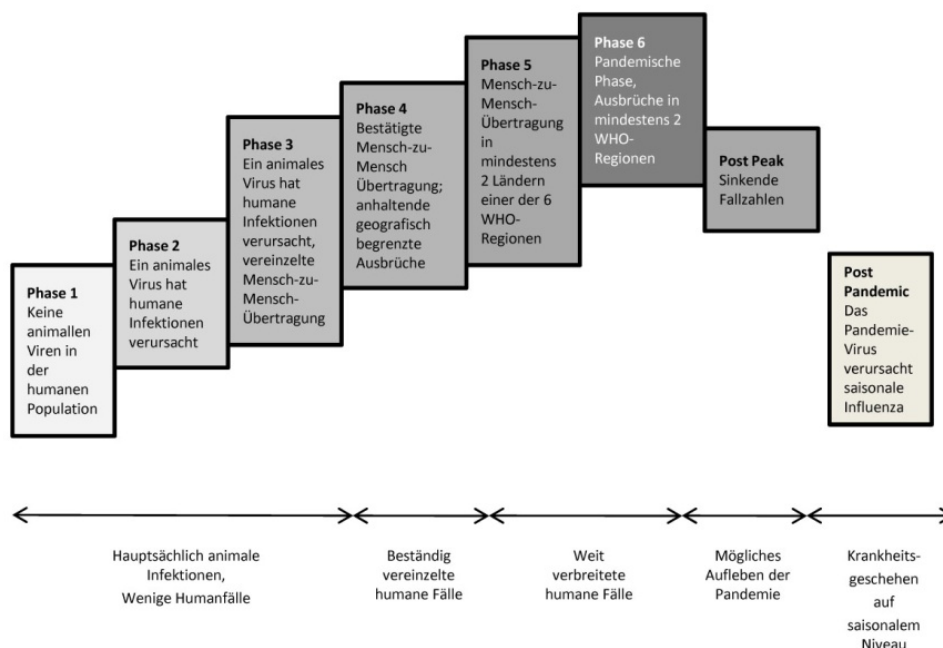 Phase 1
Keine
animallen
Viren in
der
humanen
Population
Phase 2
Ein animales
Virus hat
humane
Infektionen
verursacht
Phase 3
Ein animales
Virus hat
humane
Infektionen
verursacht,
vereinzelte
Mensch-zu-
Mensch-
Übertragung
Phase 4
Bestätigte
Mensch-zu-
Mensch
Übertragung;
anhaltende
geografisch
begrenzte
Ausbrüche
Phase 5
Mensch-zu-
Mensch-
Übertragung
in
mindestens
2 Ländern
einer der 6
WHO-
Regionen
Phase 6
Pandemische
Phase,
Ausbrüche in
mindestens 2
WHO-
Regionen
Post Peak
Sinkende
Fallzahlen
Post
Pandemic
Das
Pandemie-
Virus
verursacht
saisonale
Influenza
Hauptsächlich animale
Infektionen,
Wenige Humanfälle
Beständig
vereinzelte
humane Fälle
Weit
verbreitete
humane Fälle
Mögliches
Aufleben der
Pandemie
Krankheits-
geschehen
auf
saisonalem
Niveau